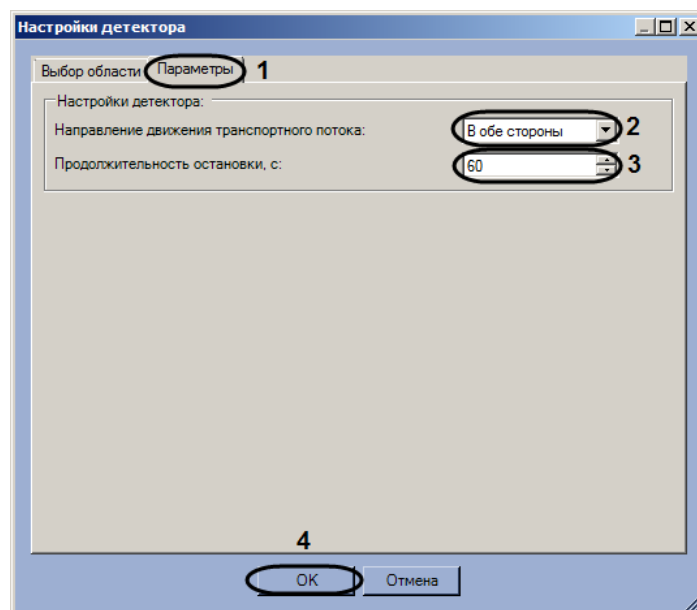 Настройки детектора
Выбор области Параметры 1
Настройки детектора:
Направление движения транспортного потока: В обе стороны 2
Продолжительность остановки, с: 60 3
4
OK Отмена